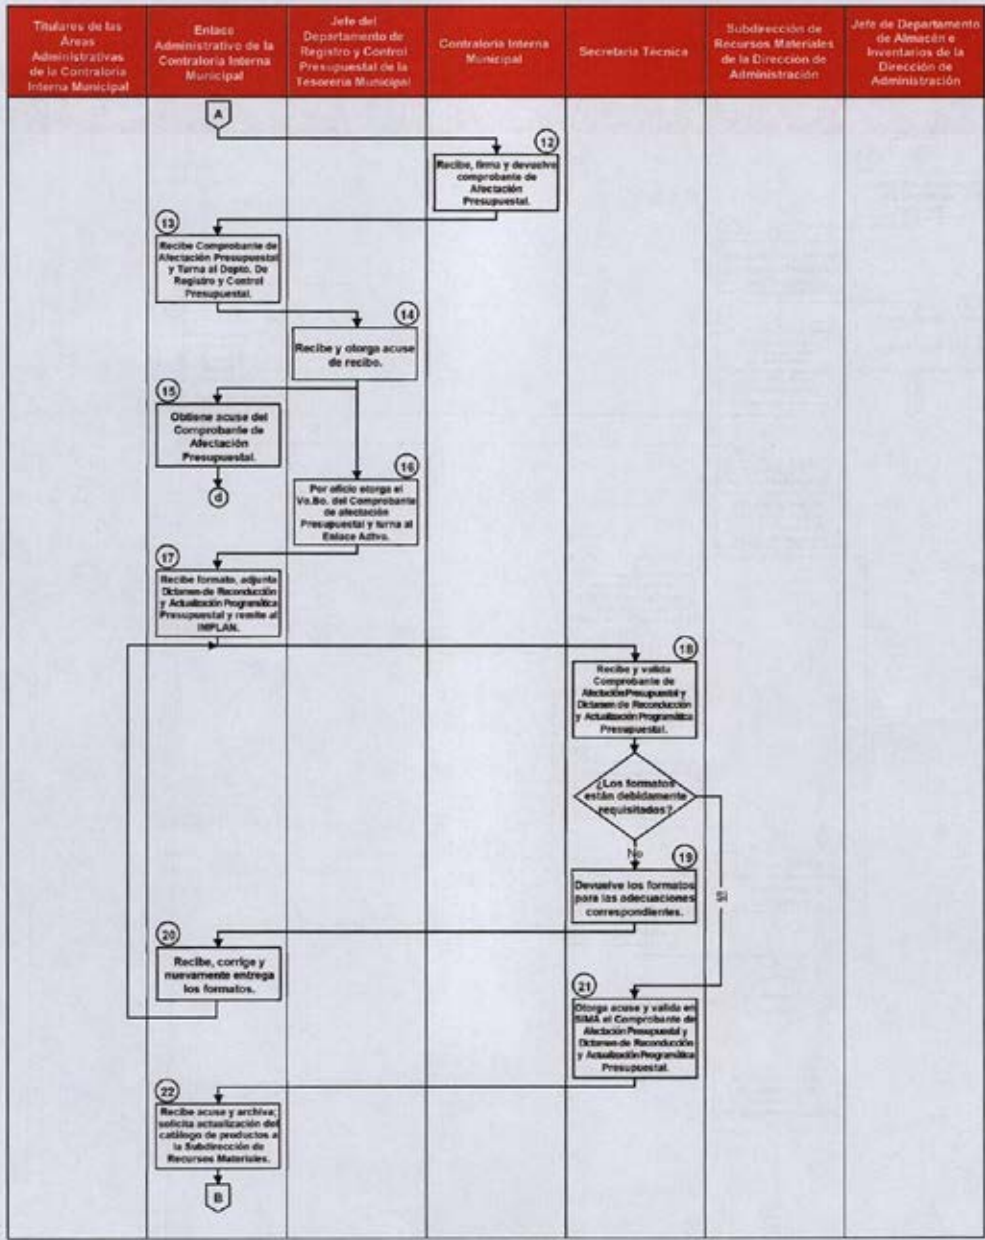 Titulares de las
Áreas
Administrativas
de la Contraloría
Interna Municipal
Enlace
Administrativo de la
Contraloría Interna
Municipal
Jefe del
Departamento de
Registro y Control
Presupuestal de la
Tesorería Municipal
Contraloría Interna
Municipal
Secretaría Técnica
Subdirección de
Recursos Materiales
de la Dirección de
Administración
Jefe de Departamento
de Almacén e
Inventarios de la
Dirección de
Administración
A
12
Recibe, firma y devuelve
comprobante de
Afectación
Presupuestal.
13
Recibe Comprobante de
Afectación Presupuestal
y Turna al Depto. De
Registro y Control
Presupuestal.
14
Recibe y otorga acuse
de recibo.
15
Obtiene acuse del
Comprobante de
Afectación
Presupuestal.
d
16
Por oficio otorga el
Vo.Bo. del Comprobante
de afectación
Presupuestal y turna al
Enlace Adtvo.
17
Recibe formato, adjunta
Dictamen de Reconducción
y Actualización Programática
Presupuestal y remite al
IMPLAN.
18
Recibe y valida
Comprobante de
Afectación Presupuestal y
Dictamen de Reconducción
y Actualización Programática
Presupuestal.
¿Los formatos
están debidamente
requisitados?
No
Sí
19
Devuelve los formatos
para las adecuaciones
correspondientes.
20
Recibe, corrige y
nuevamente entrega
los formatos.
21
Otorga acuse y valida en
SIMA el Comprobante de
Afectación Presupuestal y
Dictamen de Reconducción
y Actualización Programática
Presupuestal.
22
Recibe acuse y archiva;
solicita actualización del
catálogo de productos a
la Subdirección de
Recursos Materiales.
B